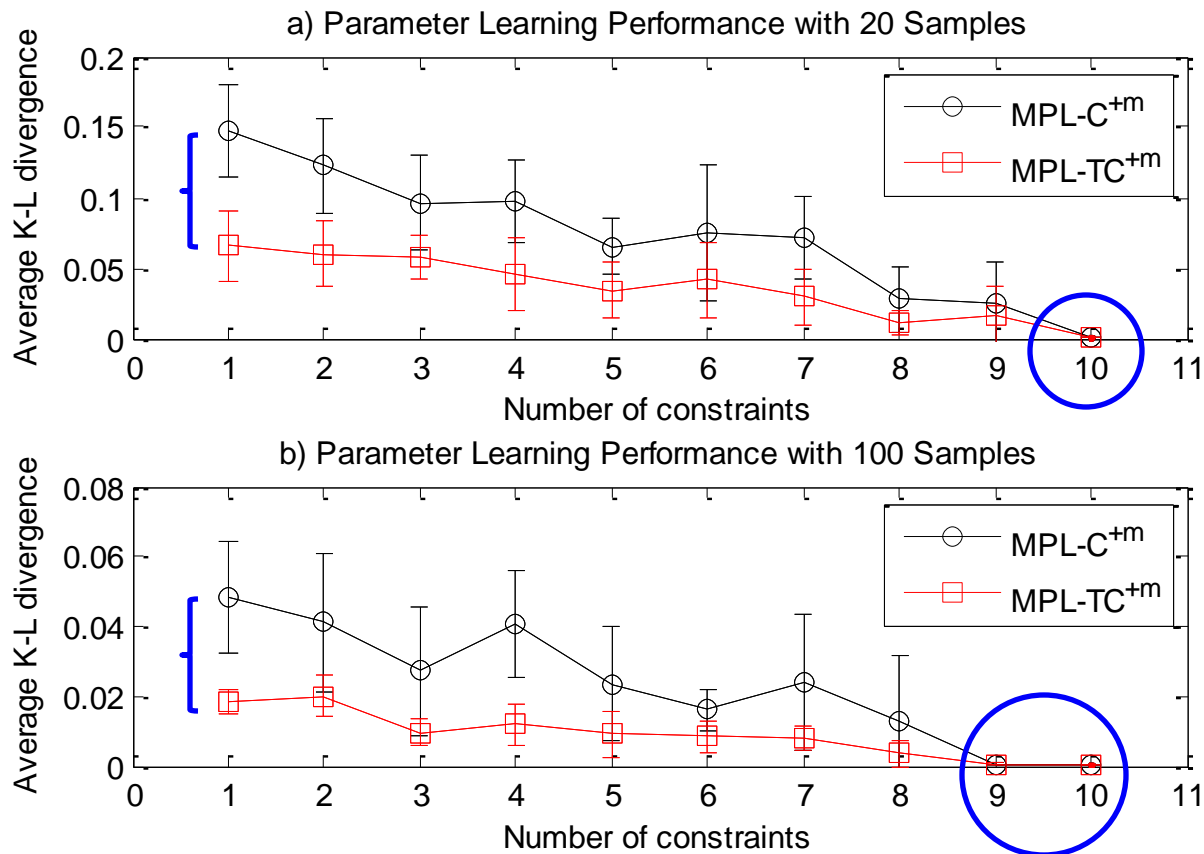 a) Parameter Learning Performance with 20 Samples
Average K-L divergence
0.2
0.15
0.1
0.05
0
MPL-C+m
MPL-TC+m
0 1 2 3 4 5 6 7 8 9 10 11
Number of constraints
b) Parameter Learning Performance with 100 Samples
Average K-L divergence
0.08
0.06
0.04
0.02
0
MPL-C+m
MPL-TC+m
0 1 2 3 4 5 6 7 8 9 10 11
Number of constraints